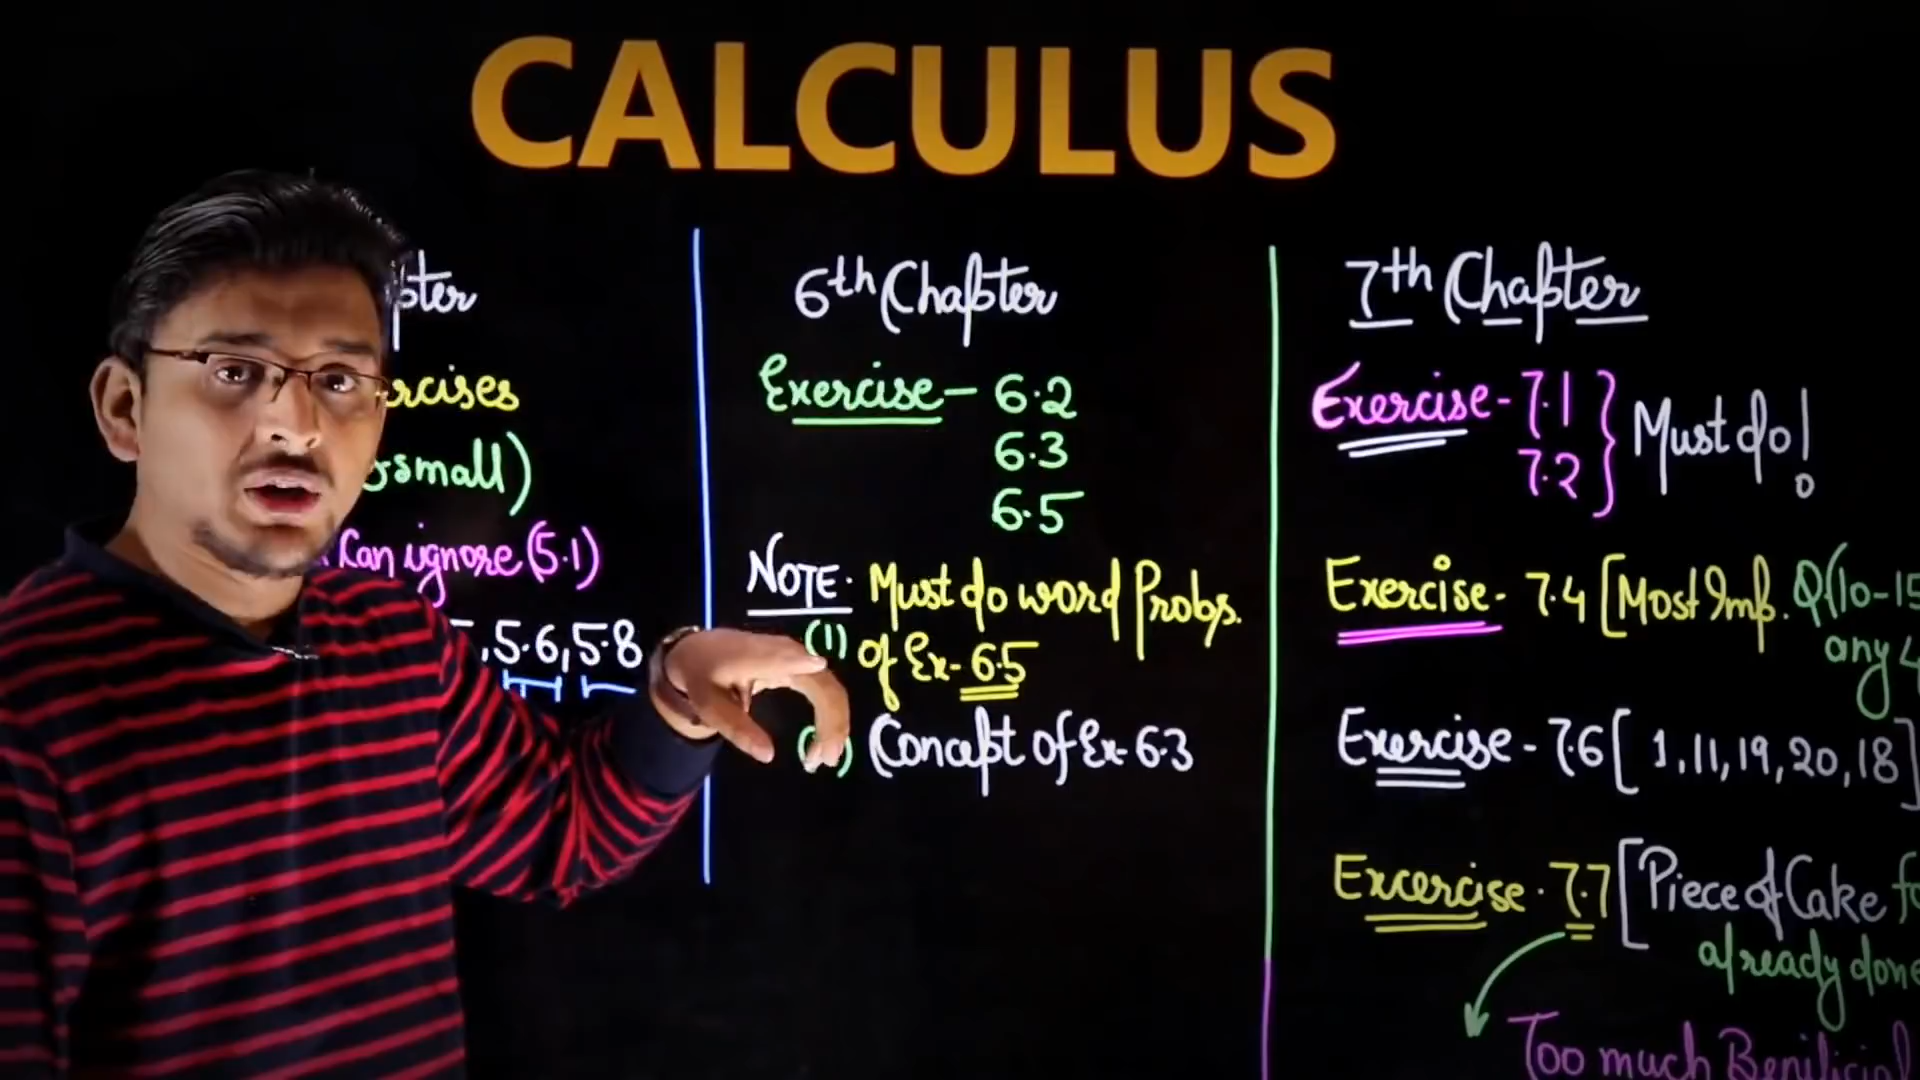 CALCULUS
pter
rcises
small)
Can ignore (5.1)
, 5.6, 5.8
6th Chapter
Exercise - 6.2
6.3
6.5
NOTE. Must do word Probs.
(1) of Ex- 6.5
Concept of Ex- 6.3
7th Chapter
Exercise - 7.1
7.2 } Must do!
Exercise - 7.4 [Most Imp. Q(10-15
any 4
Exercise - 7.6 [ 1, 11, 19, 20, 18 ]
Excercise . 7.7 [Piece of Cake
already done
Too much Benificial